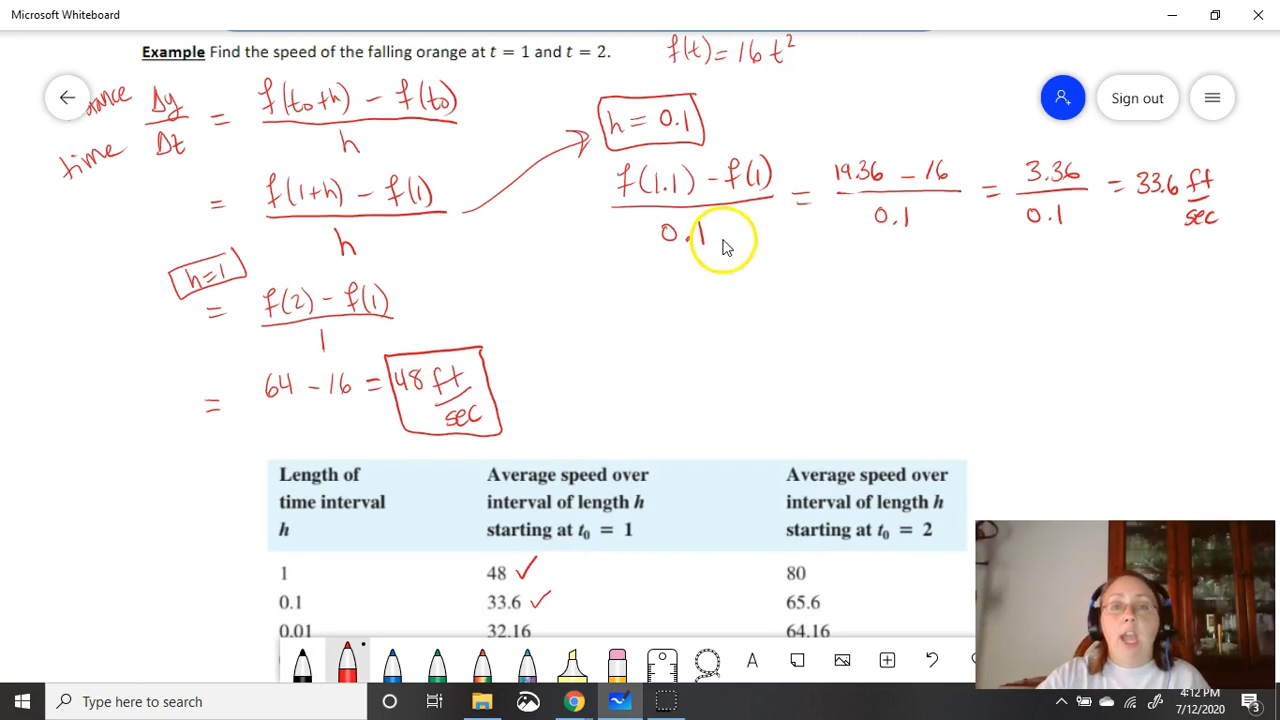 Microsoft Whiteboard
Example Find the speed of the falling orange at t = 1 and t = 2.
f(t) = 16 t²
Sign out
Δy/Δt = (f(t₀+h) - f(t₀))/h
time
= (f(1+h) - f(1))/h
h = 0.1
(f(1.1) - f(1))/0.1 = (19.36 - 16)/0.1 = 3.36/0.1 = 33.6 ft/sec
h=1
= (f(2) - f(1))/1
= 64 - 16 = 48 ft/sec
Length of time interval h
Average speed over interval of length h starting at t₀ = 1
Average speed over interval of length h starting at t₀ = 2
1 48 ✓ 80
0.1 33.6 ✓ 65.6
0.01 32.16 64.16
A
Type here to search
4:12 PM
7/12/2020
3